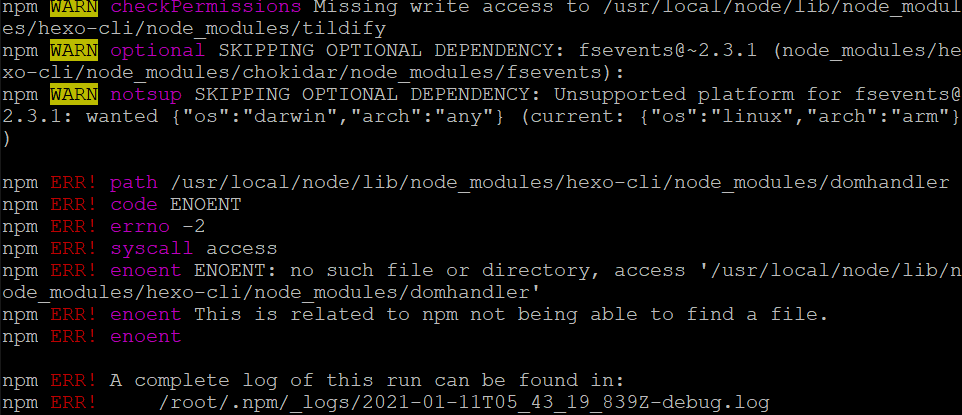 npm WARN checkPermissions Missing write access to /usr/local/node/lib/node_modul
es/hexo-cli/node_modules/tildify
npm WARN optional SKIPPING OPTIONAL DEPENDENCY: fsevents@~2.3.1 (node_modules/he
xo-cli/node_modules/chokidar/node_modules/fsevents):
npm WARN notsup SKIPPING OPTIONAL DEPENDENCY: Unsupported platform for fsevents@
2.3.1: wanted {"os":"darwin","arch":"any"} (current: {"os":"linux","arch":"arm"}
)
npm ERR! path /usr/local/node/lib/node_modules/hexo-cli/node_modules/domhandler
npm ERR! code ENOENT
npm ERR! errno -2
npm ERR! syscall access
npm ERR! enoent ENOENT: no such file or directory, access '/usr/local/node/lib/n
ode_modules/hexo-cli/node_modules/domhandler'
npm ERR! enoent This is related to npm not being able to find a file.
npm ERR! enoent
npm ERR! A complete log of this run can be found in:
npm ERR!     /root/.npm/_logs/2021-01-11T05_43_19_839Z-debug.log